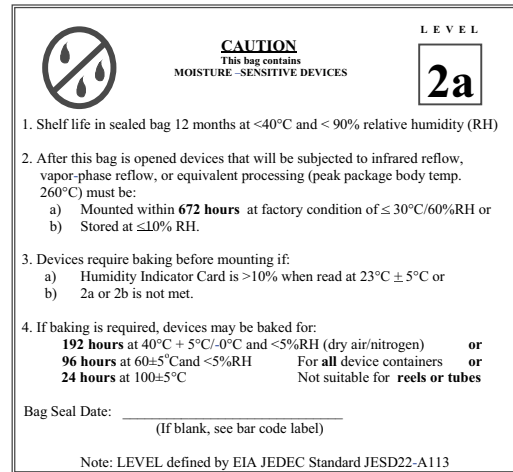 LEVEL
CAUTION
This bag contains
MOISTURE –SENSITIVE DEVICES
2a
1. Shelf life in sealed bag 12 months at <40°C and < 90% relative humidity (RH)
2. After this bag is opened devices that will be subjected to infrared reflow,
vapor-phase reflow, or equivalent processing (peak package body temp.
260°C) must be:
a) Mounted within 672 hours at factory condition of ≤ 30°C/60%RH or
b) Stored at ≤10% RH.
3. Devices require baking before mounting if:
a) Humidity Indicator Card is >10% when read at 23°C ± 5°C or
b) 2a or 2b is not met.
4. If baking is required, devices may be baked for:
192 hours at 40°C + 5°C/-0°C and <5%RH (dry air/nitrogen) or
96 hours at 60±5°Cand <5%RH For all device containers or
24 hours at 100±5°C Not suitable for reels or tubes
Bag Seal Date: ______________________________
(If blank, see bar code label)
Note: LEVEL defined by EIA JEDEC Standard JESD22-A113